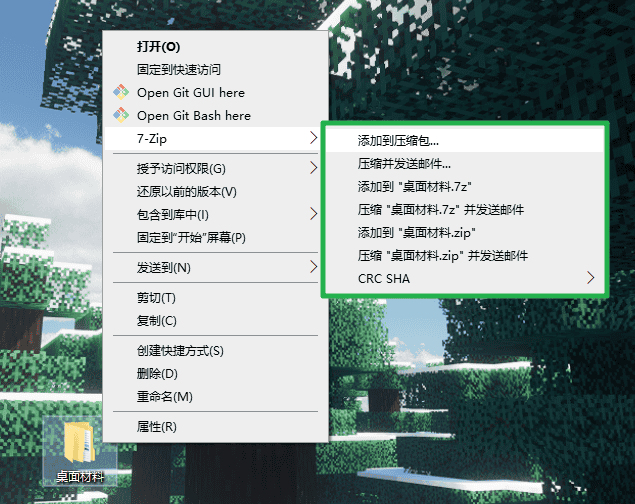 打开(O)
固定到快速访问
Open Git GUI here
Open Git Bash here
7-Zip
授予访问权限(G)
还原以前的版本(V)
包含到库中(I)
固定到“开始”屏幕(P)
发送到(N)
剪切(T)
复制(C)
创建快捷方式(S)
删除(D)
重命名(M)
属性(R)
添加到压缩包...
压缩并发送邮件...
添加到 "桌面材料.7z"
压缩 "桌面材料.7z" 并发送邮件
添加到 "桌面材料.zip"
压缩 "桌面材料.zip" 并发送邮件
CRC SHA
桌面材料